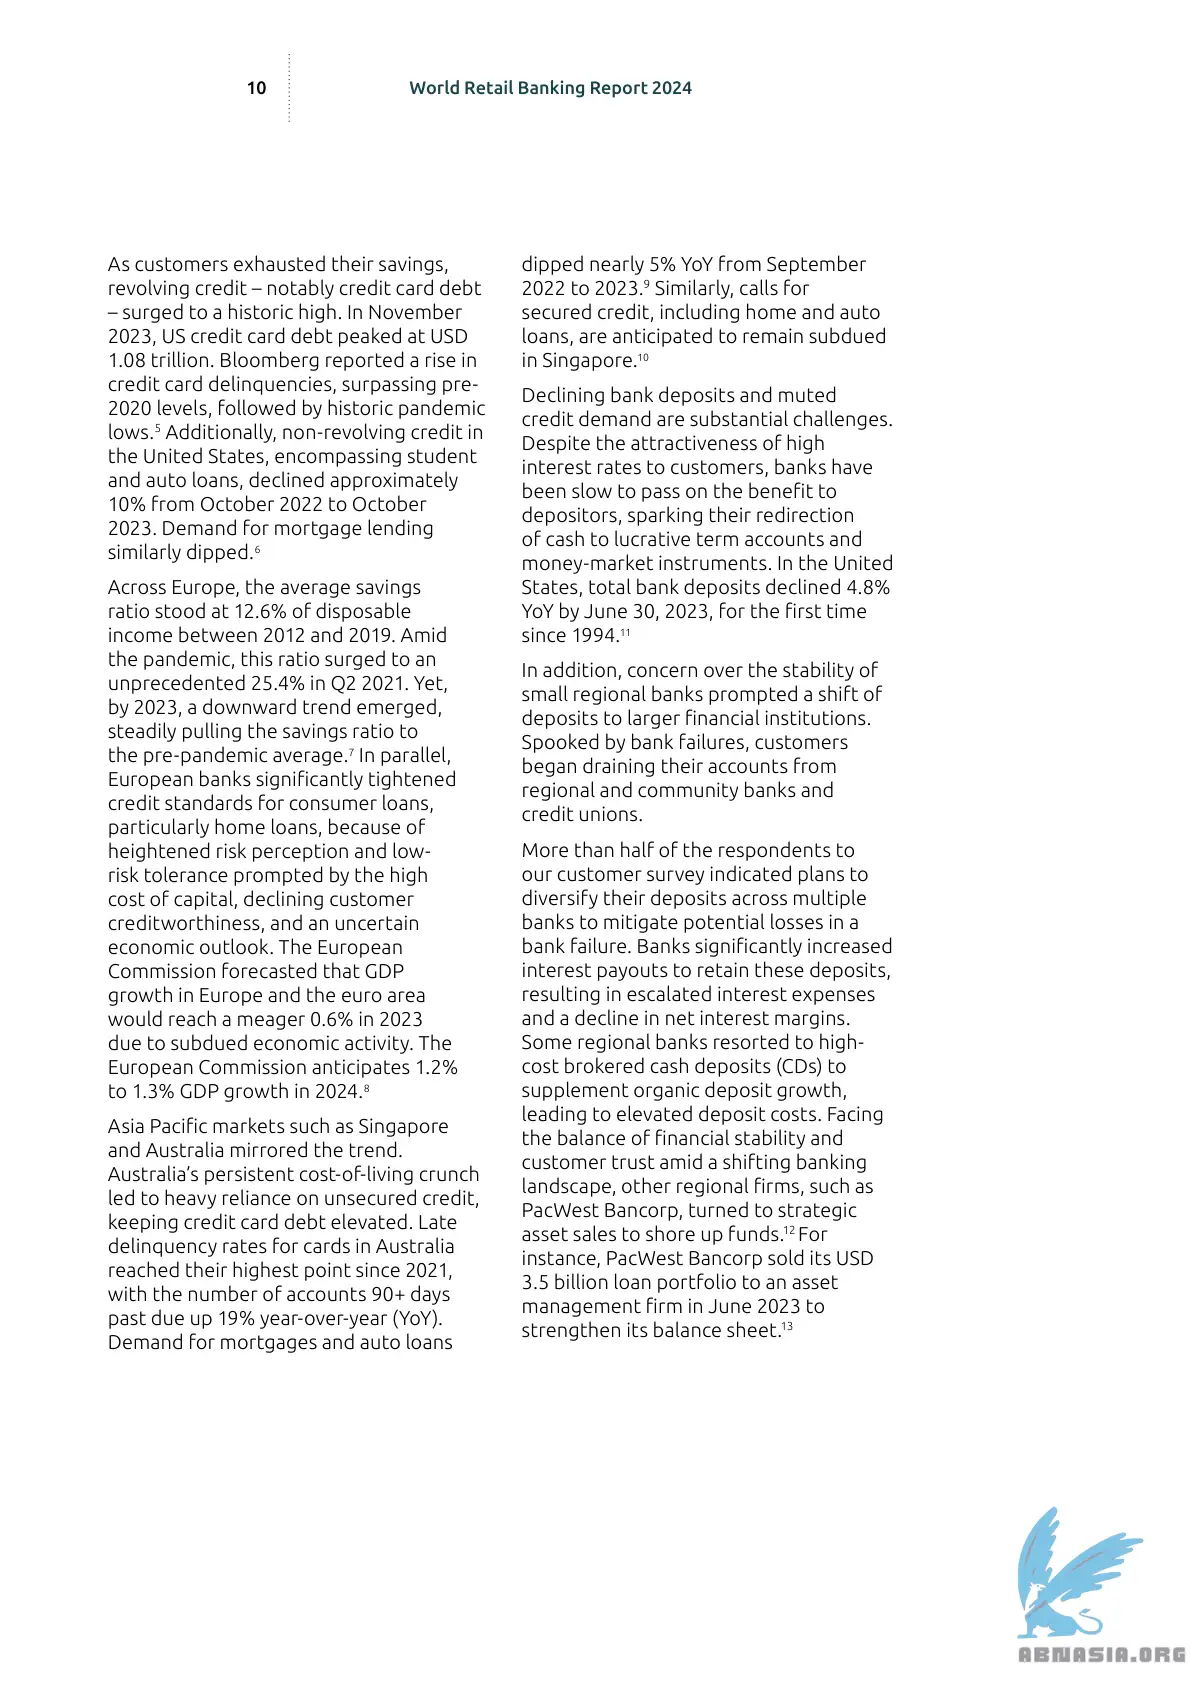 10
World Retail Banking Report 2024
As customers exhausted their savings,
revolving credit – notably credit card debt
– surged to a historic high. In November
2023, US credit card debt peaked at USD
1.08 trillion. Bloomberg reported a rise in
credit card delinquencies, surpassing pre-
2020 levels, followed by historic pandemic
lows.5 Additionally, non-revolving credit in
the United States, encompassing student
and auto loans, declined approximately
10% from October 2022 to October
2023. Demand for mortgage lending
similarly dipped.6
Across Europe, the average savings
ratio stood at 12.6% of disposable
income between 2012 and 2019. Amid
the pandemic, this ratio surged to an
unprecedented 25.4% in Q2 2021. Yet,
by 2023, a downward trend emerged,
steadily pulling the savings ratio to
the pre-pandemic average.7 In parallel,
European banks significantly tightened
credit standards for consumer loans,
particularly home loans, because of
heightened risk perception and low-
risk tolerance prompted by the high
cost of capital, declining customer
creditworthiness, and an uncertain
economic outlook. The European
Commission forecasted that GDP
growth in Europe and the euro area
would reach a meager 0.6% in 2023
due to subdued economic activity. The
European Commission anticipates 1.2%
to 1.3% GDP growth in 2024.8
Asia Pacific markets such as Singapore
and Australia mirrored the trend.
Australia’s persistent cost-of-living crunch
led to heavy reliance on unsecured credit,
keeping credit card debt elevated. Late
delinquency rates for cards in Australia
reached their highest point since 2021,
with the number of accounts 90+ days
past due up 19% year-over-year (YoY).
Demand for mortgages and auto loans
dipped nearly 5% YoY from September
2022 to 2023.9 Similarly, calls for
secured credit, including home and auto
loans, are anticipated to remain subdued
in Singapore.10
Declining bank deposits and muted
credit demand are substantial challenges.
Despite the attractiveness of high
interest rates to customers, banks have
been slow to pass on the benefit to
depositors, sparking their redirection
of cash to lucrative term accounts and
money-market instruments. In the United
States, total bank deposits declined 4.8%
YoY by June 30, 2023, for the first time
since 1994.11
In addition, concern over the stability of
small regional banks prompted a shift of
deposits to larger financial institutions.
Spooked by bank failures, customers
began draining their accounts from
regional and community banks and
credit unions.
More than half of the respondents to
our customer survey indicated plans to
diversify their deposits across multiple
banks to mitigate potential losses in a
bank failure. Banks significantly increased
interest payouts to retain these deposits,
resulting in escalated interest expenses
and a decline in net interest margins.
Some regional banks resorted to high-
cost brokered cash deposits (CDs) to
supplement organic deposit growth,
leading to elevated deposit costs. Facing
the balance of financial stability and
customer trust amid a shifting banking
landscape, other regional firms, such as
PacWest Bancorp, turned to strategic
asset sales to shore up funds.12 For
instance, PacWest Bancorp sold its USD
3.5 billion loan portfolio to an asset
management firm in June 2023 to
strengthen its balance sheet.13
ABNASIA.ORG